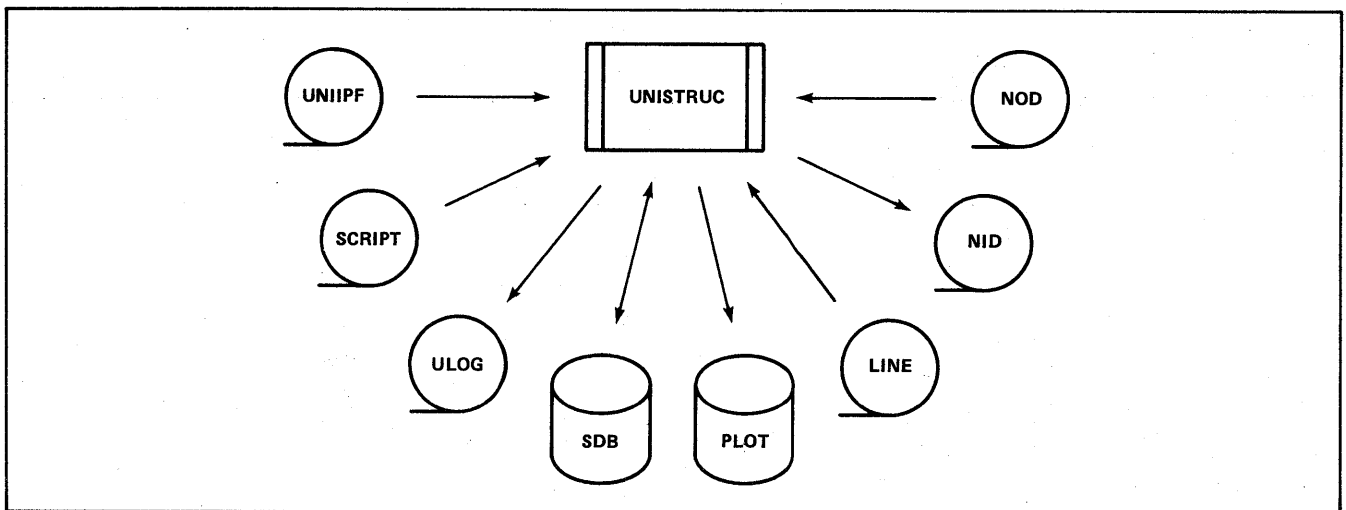 UNIIPF
UNISTRUC
NOD
SCRIPT
NID
ULOG
SDB
PLOT
LINE